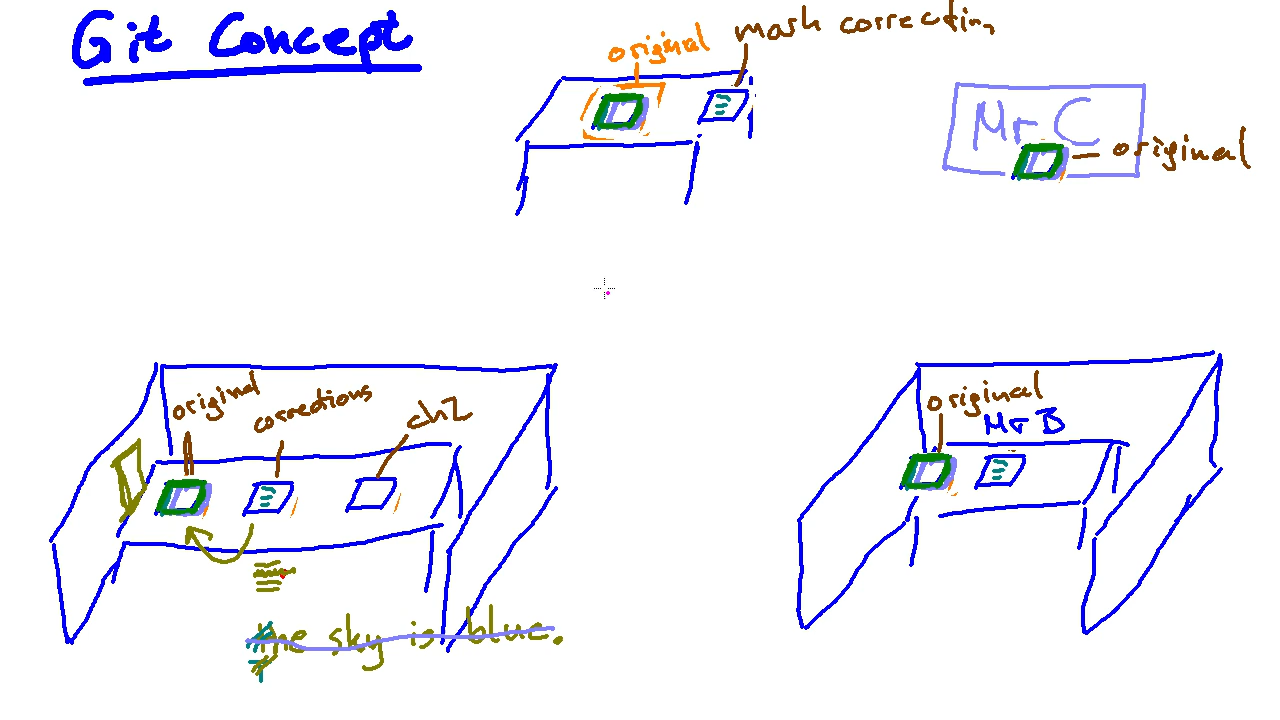 Git Concept
original
mash correction
Mr C
original
original
corrections
ch2
original
Mr B
the sky is blue.